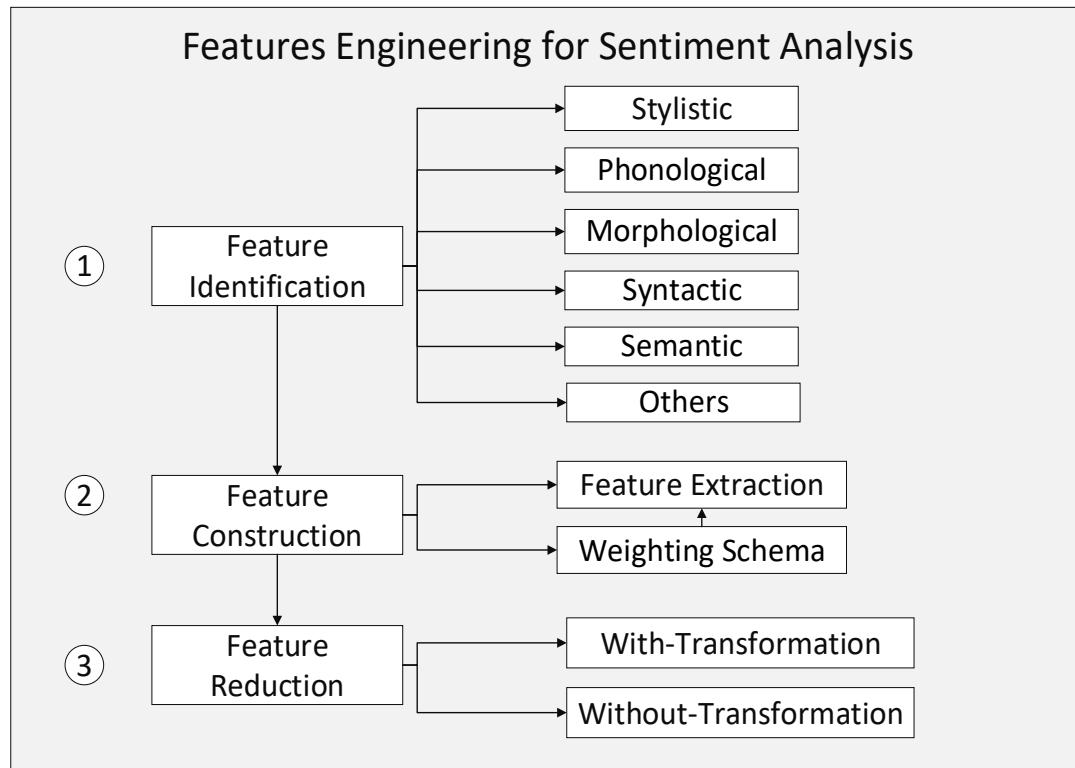 Features Engineering for Sentiment Analysis
1
Feature
Identification
Stylistic
Phonological
Morphological
Syntactic
Semantic
Others
2
Feature
Construction
Feature Extraction
Weighting Schema
3
Feature
Reduction
With-Transformation
Without-Transformation